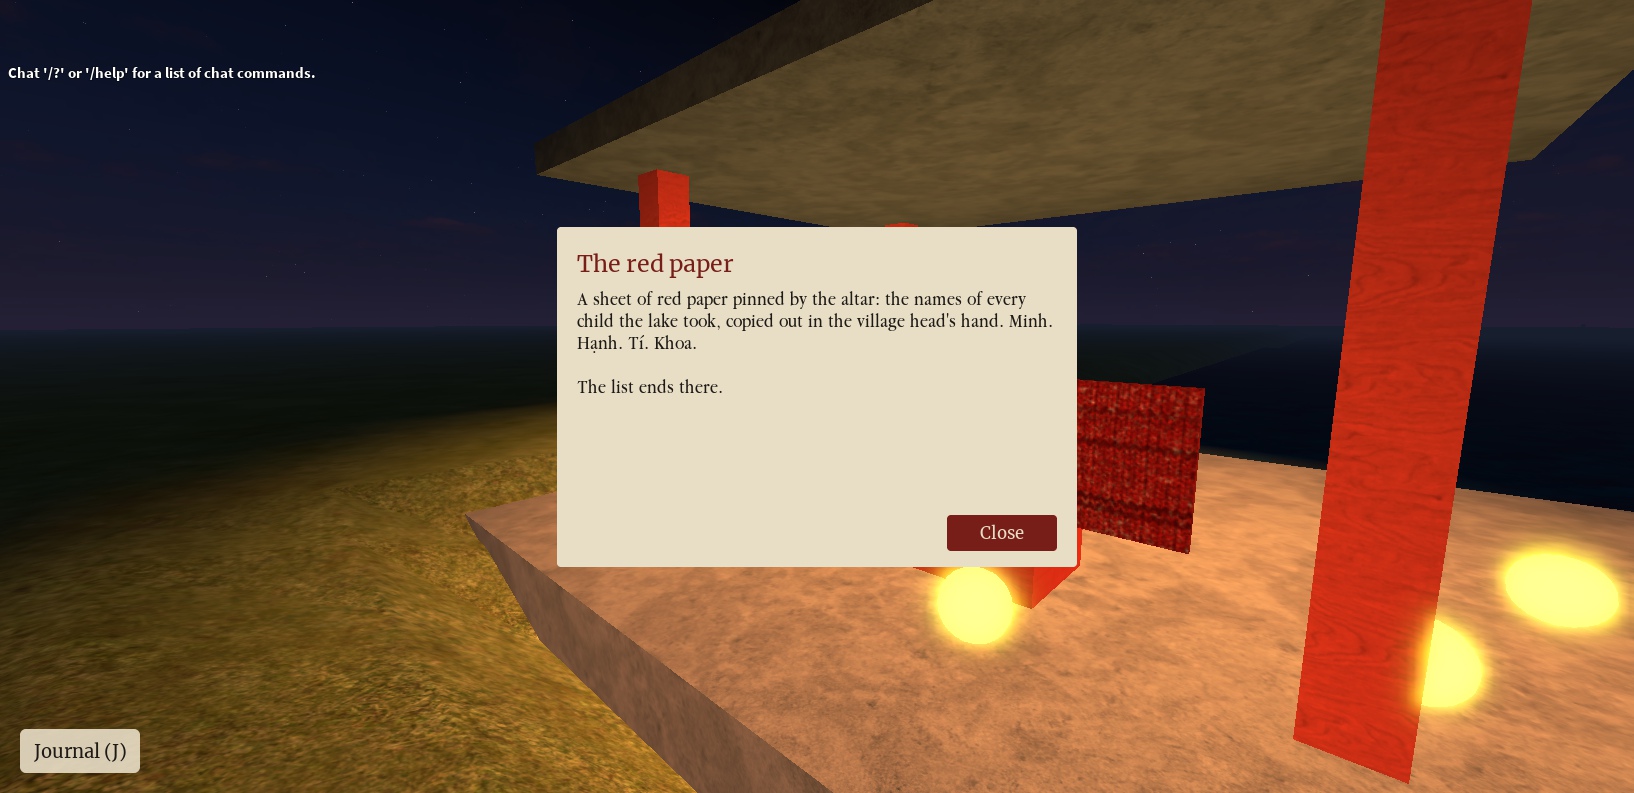 Chat '/?' or '/help' for a list of chat commands.
The red paper
A sheet of red paper pinned by the altar: the names of every
child the lake took, copied out in the village head's hand. Minh.
Hạnh. Tí. Khoa.
The list ends there.
Close
Journal (J)